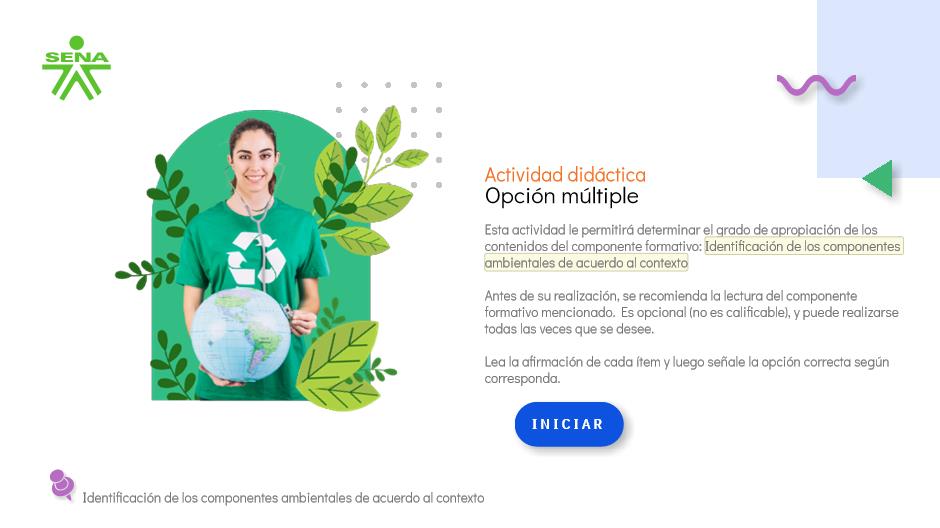 SENA
Actividad didáctica
Opción múltiple
Esta actividad le permitirá determinar el grado de apropiación de los
contenidos del componente formativo: Identificación de los componentes
ambientales de acuerdo al contexto
Antes de su realización, se recomienda la lectura del componente
formativo mencionado. Es opcional (no es calificable), y puede realizarse
todas las veces que se desee.
Lea la afirmación de cada ítem y luego señale la opción correcta según
corresponda.
INICIAR
Identificación de los componentes ambientales de acuerdo al contexto